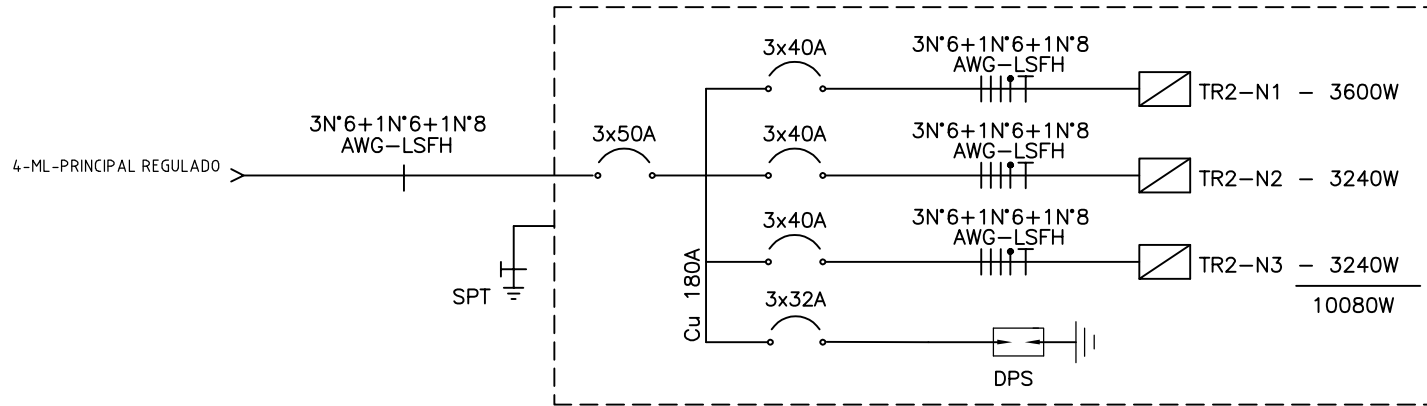 3x40A
3N°6+1N°6+1N°8
AWG-LSFH
TR2-N1 - 3600W
3N°6+1N°6+1N°8
AWG-LSFH
3x50A
3x40A
3N°6+1N°6+1N°8
AWG-LSFH
4-ML-PRINCIPAL REGULADO
TR2-N2 - 3240W
3x40A
3N°6+1N°6+1N°8
AWG-LSFH
TR2-N3 - 3240W
10080W
SPT
Cu 180A
3x32A
DPS